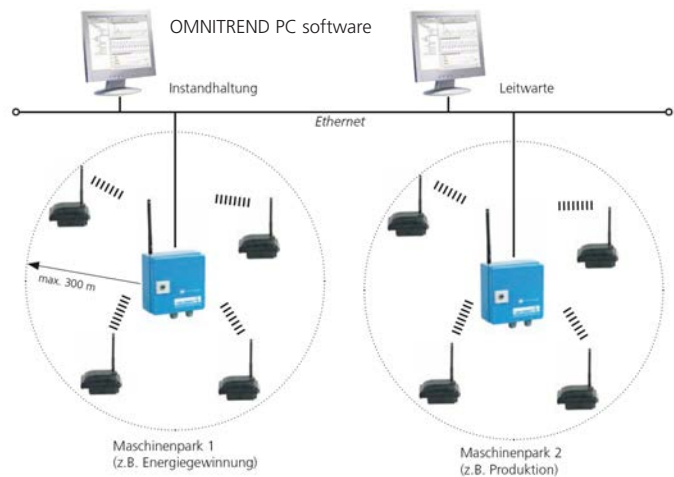 OMNITREND PC software
Instandhaltung
Leitwarte
Ethernet
max. 300 m
Maschinenpark 1
(z.B. Energiegewinnung)
Maschinenpark 2
(z.B. Produktion)